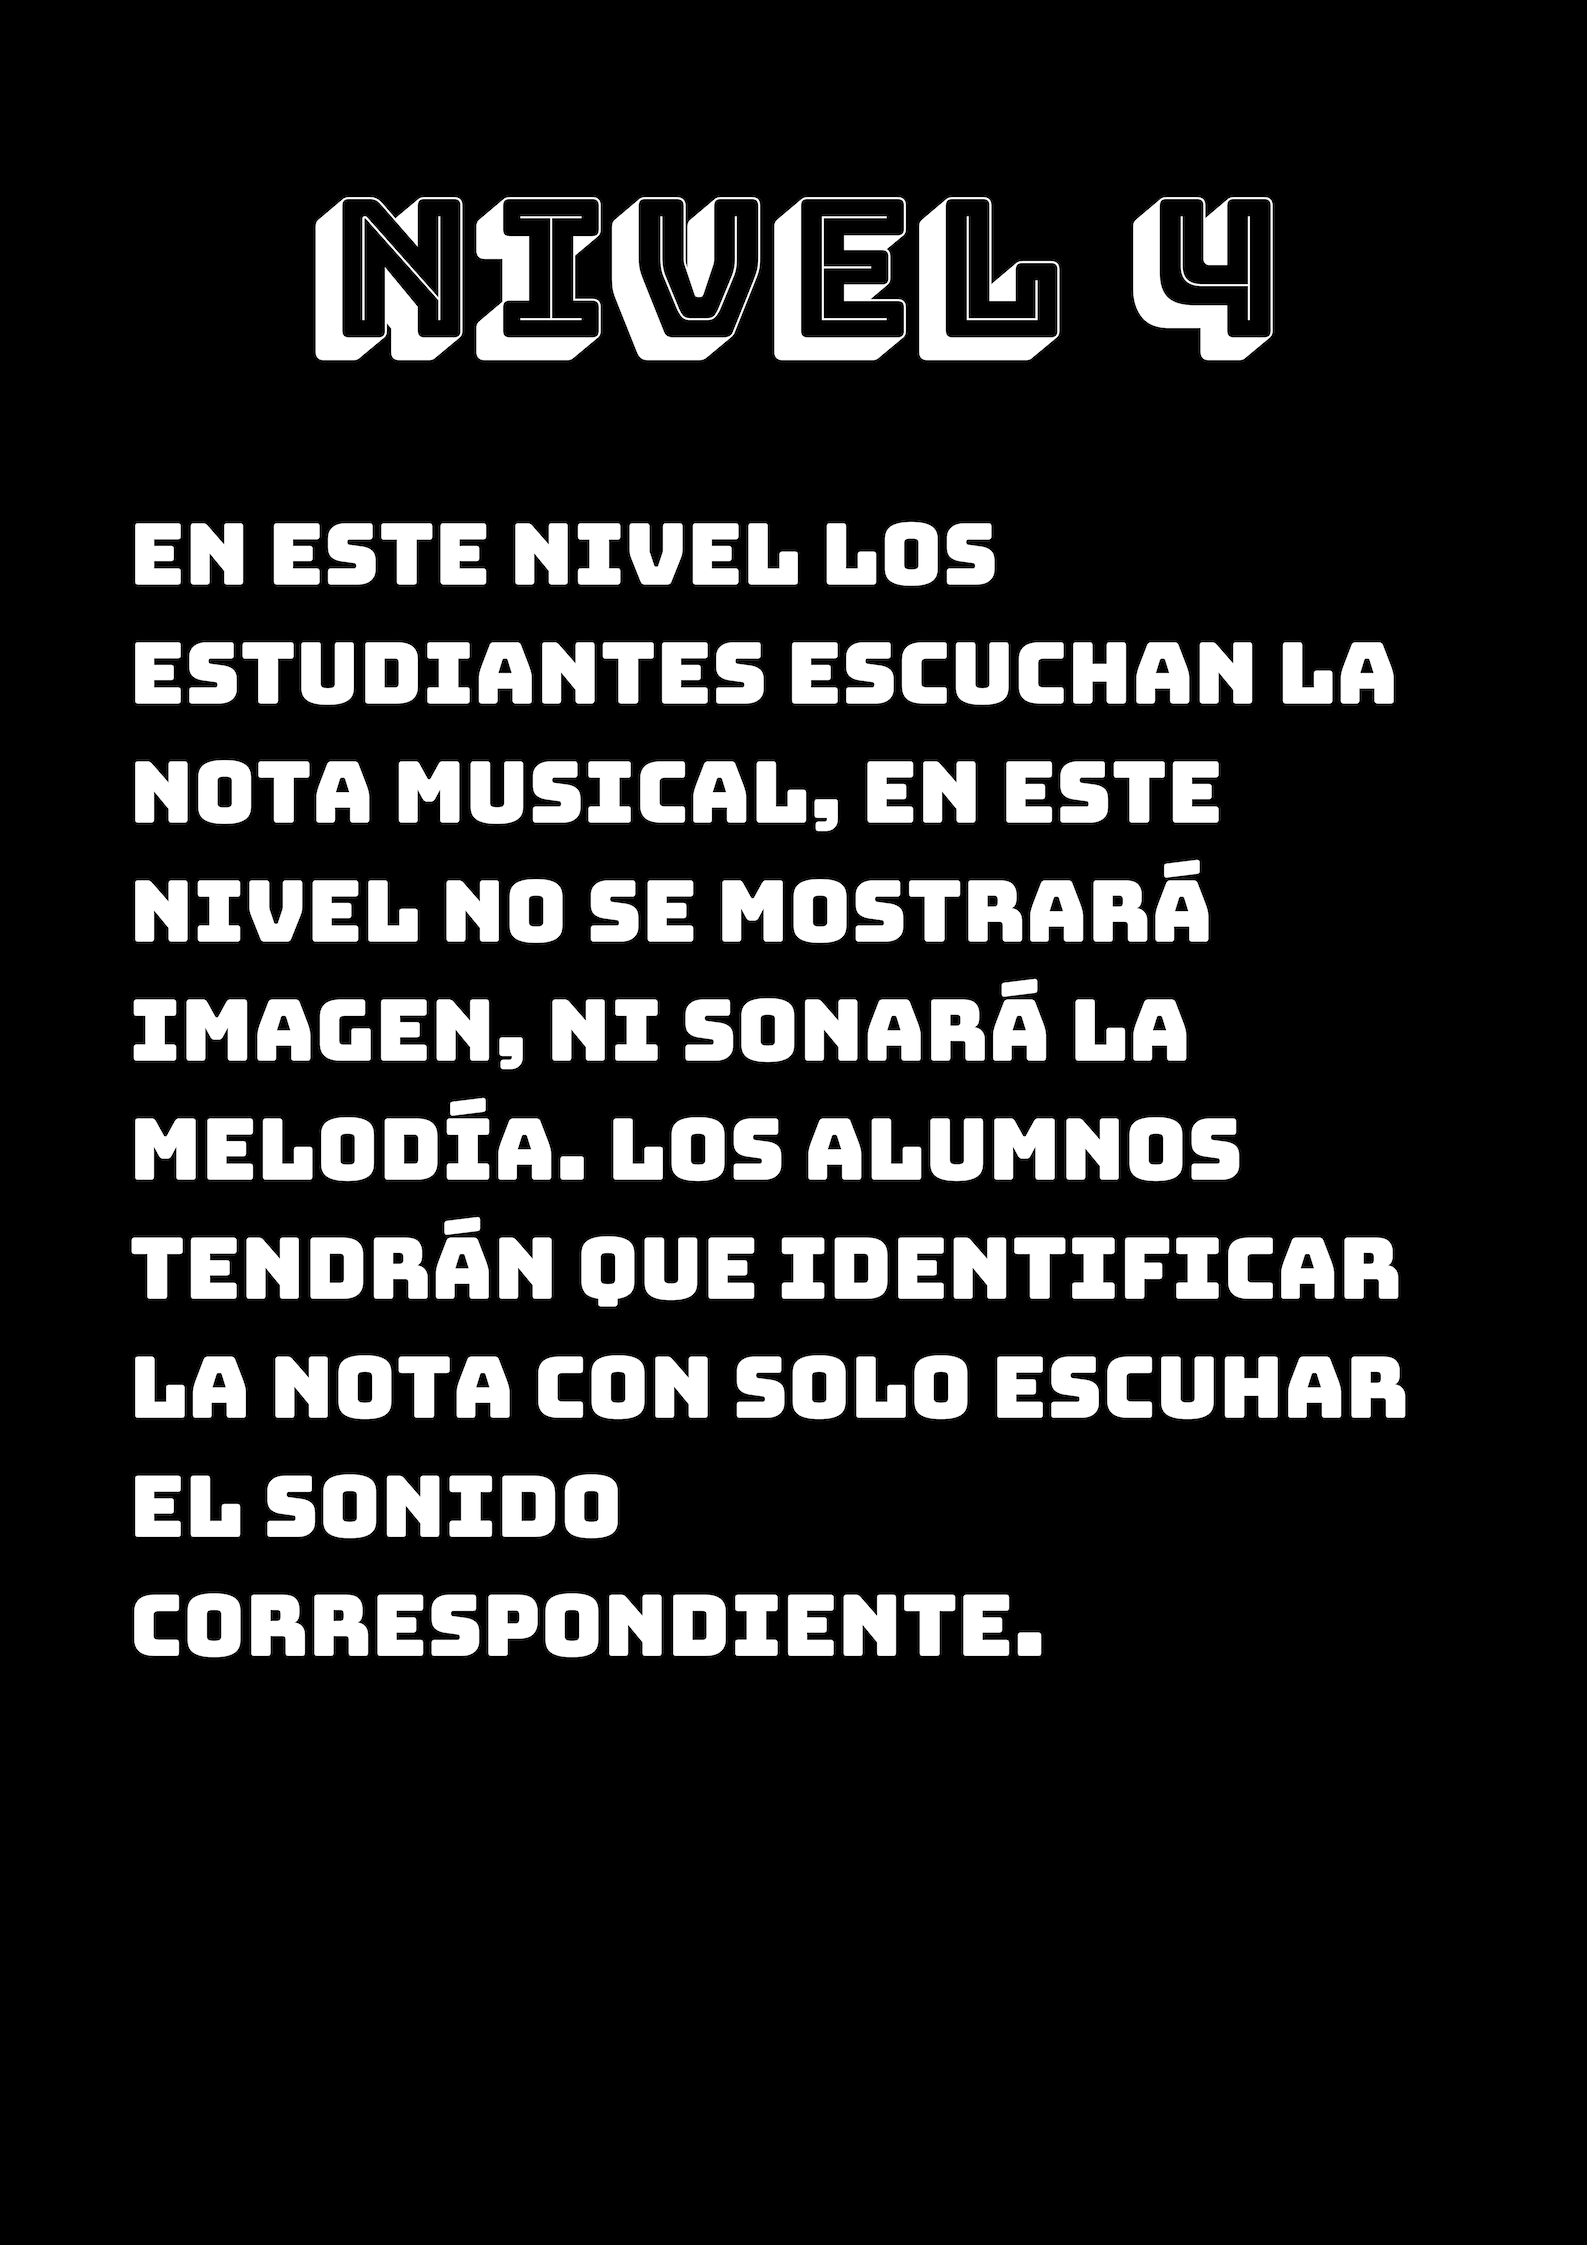 NIVEL 4
EN ESTE NIVEL LOS
ESTUDIANTES ESCUCHAN LA
NOTA MUSICAL, EN ESTE
NIVEL NO SE MOSTRARÁ
IMAGEN, NI SONARÁ LA
MELODÍA. LOS ALUMNOS
TENDRÁN QUE IDENTIFICAR
LA NOTA CON SOLO ESCUHAR
EL SONIDO
CORRESPONDIENTE.